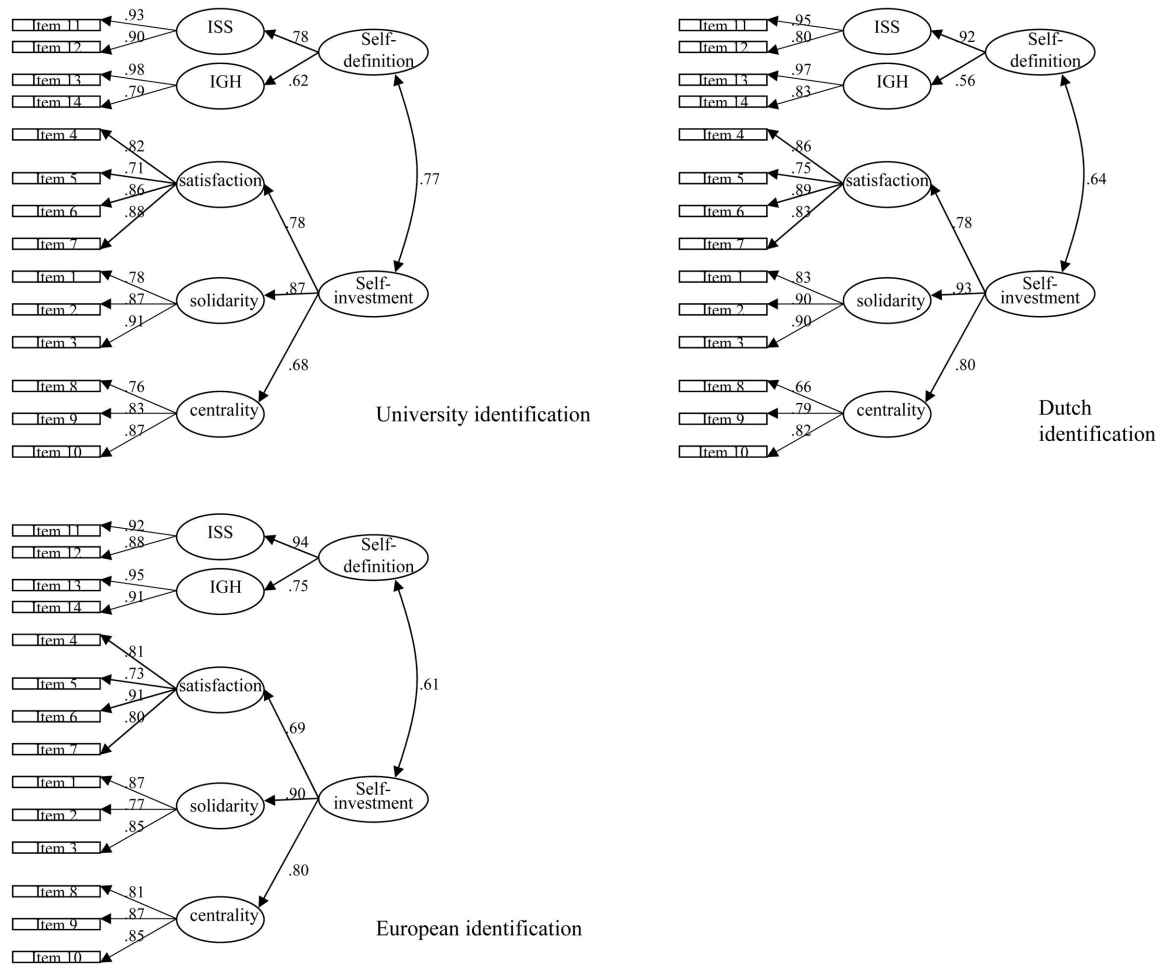 Item 11
.93
ISS
Item 12
.90
.78
Self-
definition
Item 13
.98
IGH
.62
Item 14
.79
Item 4
.82
Item 5
.71
satisfaction
.77
Item 6
.86
Item 7
.88
.78
Item 1
.78
Item 2
.87
solidarity
.87
Self-
investment
Item 3
.91
.68
Item 8
.76
Item 9
.83
centrality
Item 10
.87
University identification
Item 11
.95
ISS
Item 12
.80
.92
Self-
definition
Item 13
.97
IGH
.56
Item 14
.83
Item 4
.86
Item 5
.75
satisfaction
.64
Item 6
.89
Item 7
.83
.78
Item 1
.83
Item 2
.90
solidarity
.93
Self-
investment
Item 3
.90
.80
Item 8
.66
Item 9
.79
centrality
Item 10
.82
Dutch
identification
Item 11
.92
ISS
Item 12
.88
.94
Self-
definition
Item 13
.95
IGH
.75
Item 14
.91
Item 4
.81
Item 5
.73
satisfaction
.61
Item 6
.91
Item 7
.80
.69
Item 1
.87
Item 2
.77
solidarity
.90
Self-
investment
Item 3
.85
.80
Item 8
.81
Item 9
.87
centrality
Item 10
.85
European identification